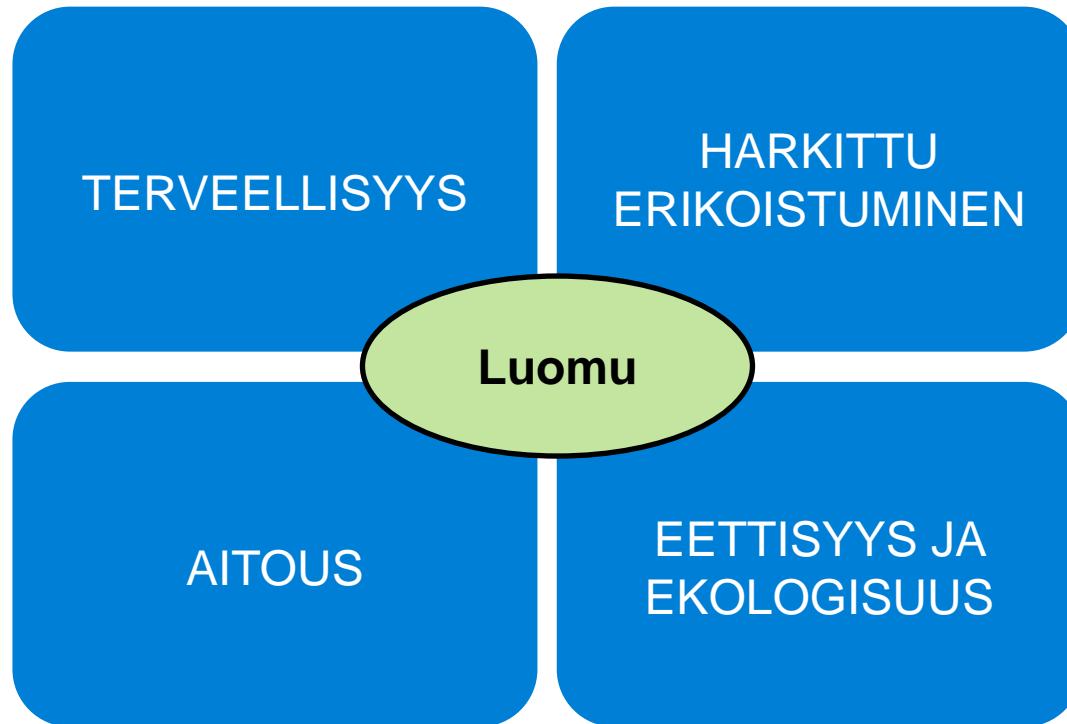 TERVEELLISYYS
HARKITTU
ERIKOISTUMINEN
Luomu
AITOUS
EETTISYYS JA
EKOLOGISUUS